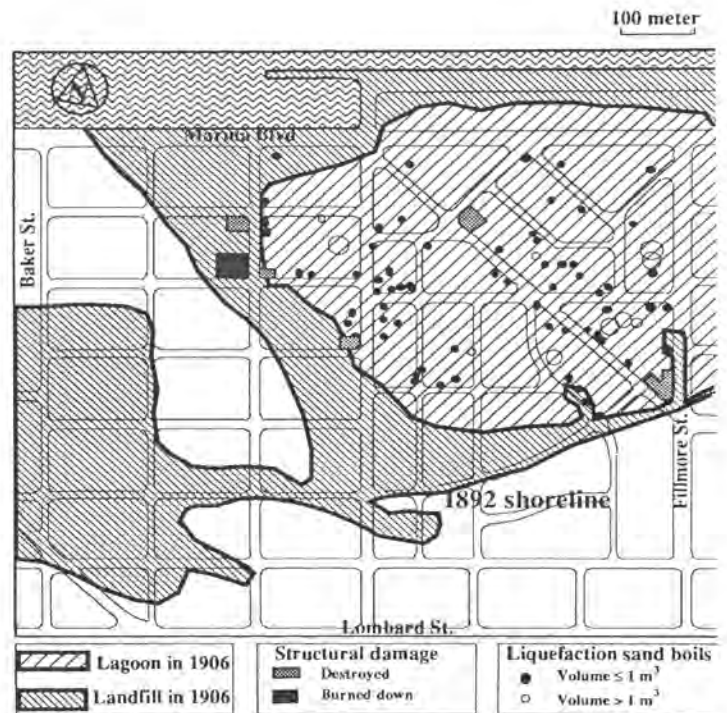 100 meter
Marina Blvd
Baker St.
Fillmore St.
1892 shoreline
Lombard St.
Lagoon in 1906
Landfill in 1906
Structural damage
Destroyed
Burned down
Liquefaction sand boils
Volume ≤ 1 m³
Volume > 1 m³